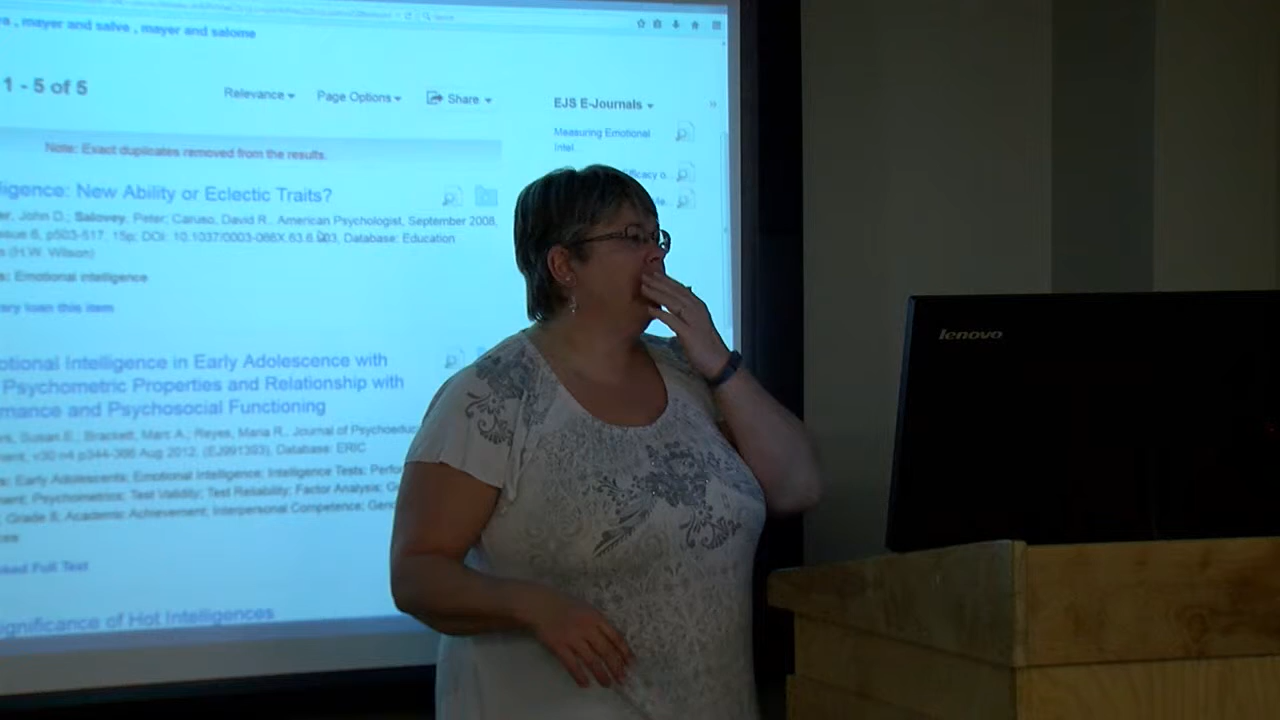 , mayer and salve , mayer and salome
1 - 5 of 5
Relevance
Page Options
Share
EJS E-Journals
Note: Exact duplicates removed from the results.
Measuring Emotional
Intel.
ligence: New Ability or Eclectic Traits?
er, John D.; Salovey, Peter; Caruso, David R.. American Psychologist, September 2008,
ssue 6, p503-517, 15p; DOI: 10.1037/0003-066X.63.6.503, Database: Education
s (H.W. Wilson)
fficacy o..
s: Emotional intelligence
rary loan this item
otional Intelligence in Early Adolescence with
Psychometric Properties and Relationship with
rmance and Psychosocial Functioning
rs, Susan E.; Brackett, Marc A.; Reyes, Maria R.. Journal of Psychoeduc
ment, v30 n4 p344-366 Aug 2012. (EJ991393), Database: ERIC
s: Early Adolescents; Emotional Intelligence; Intelligence Tests; Perfor
ment; Psychometrics; Test Validity; Test Reliability; Factor Analysis; G
; Grade 8; Academic Achievement; Interpersonal Competence; Gen
Full Text
ignificance of Hot Intelligences
lenovo